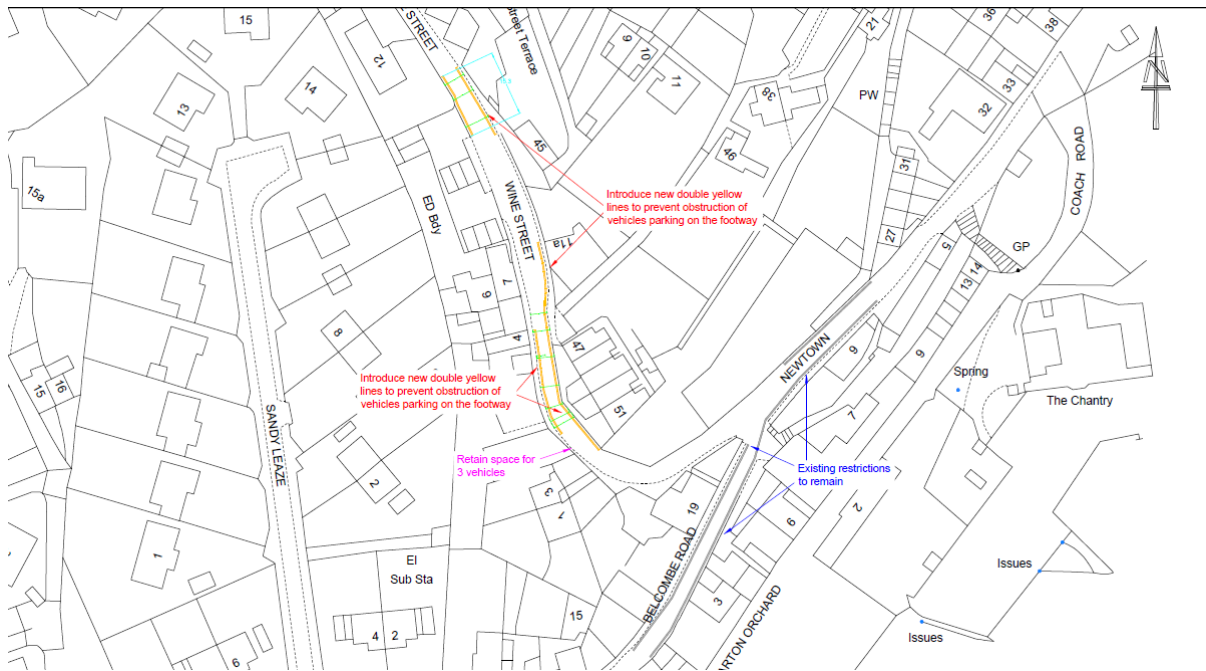 15
STREET
12
Street Terrace
9
10
11
21
36
38
14
13
38
PW
32
33
COACH ROAD
45
46
31
15a
Introduce new double yellow
lines to prevent obstruction of
vehicles parking on the footway
WINE STREET
ED Bdy
11a
27
5
GP
14
13
7
6
8
4
47
NEWTOWN
9
9
Spring
The Chantry
15
16
Introduce new double yellow
lines to prevent obstruction of
vehicles parking on the footway
51
7
SANDY LEAZE
Retain space for
3 vehicles
Existing restrictions
to remain
2
3
1
19
6
2
1
El
Sub Sta
BELCOMBE ROAD
Issues
3
15
4
2
6
ARTON ORCHARD
Issues